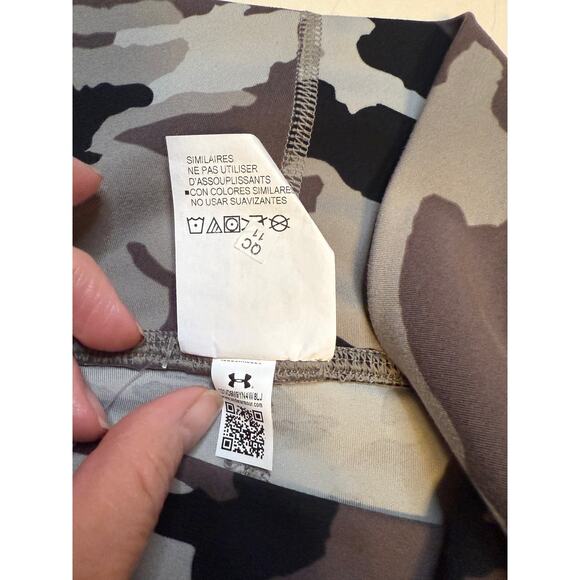 SIMILAIRES
NE PAS UTILISER
D'ASSOUPLISSANTS
■CON COLORES SIMILARES
NO USAR SUAVIZANTES
QC
11